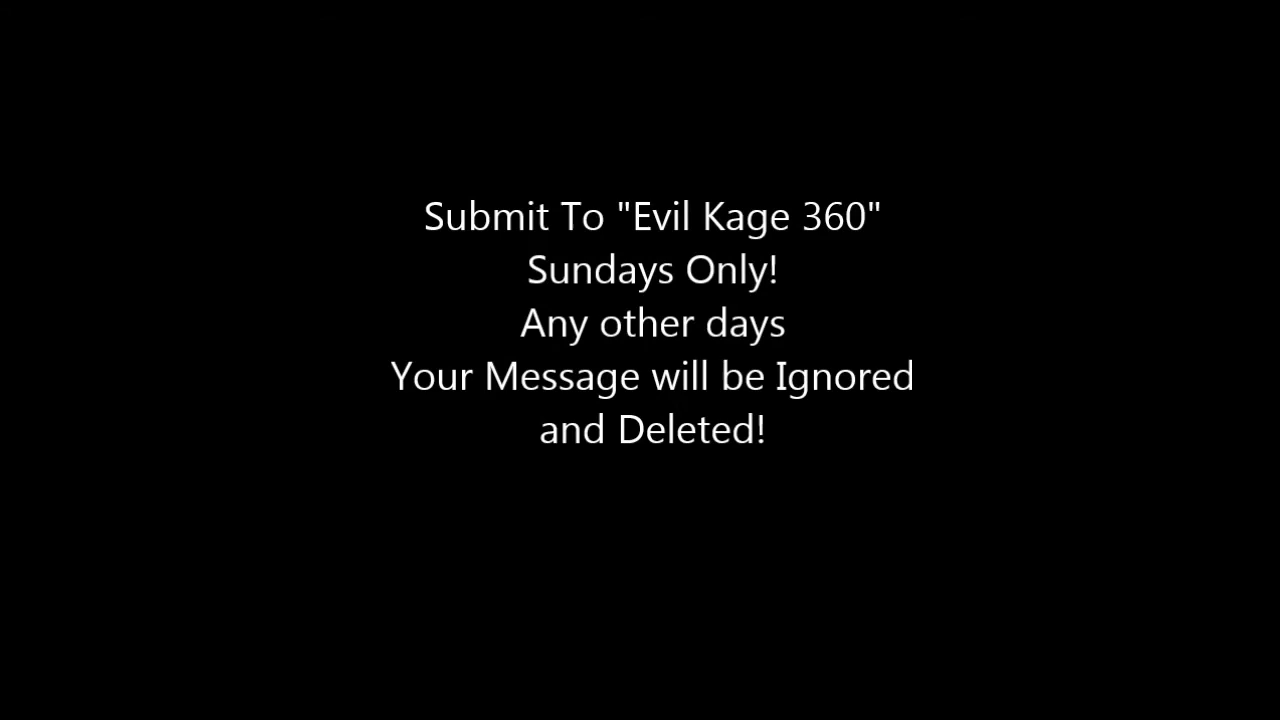 Submit To "Evil Kage 360"
Sundays Only!
Any other days
Your Message will be Ignored
and Deleted!